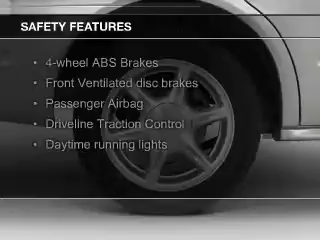 SAFETY FEATURES
• 4-wheel ABS Brakes
• Front Ventilated disc brakes
• Passenger Airbag
• Driveline Traction Control
• Daytime running lights